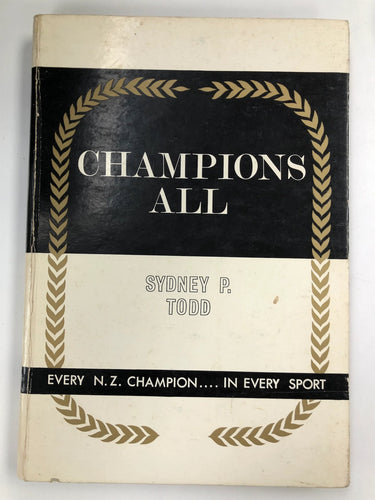 CHAMPIONS
ALL
SYDNEY P.
TODD
EVERY N.Z. CHAMPION.... IN EVERY SPORT